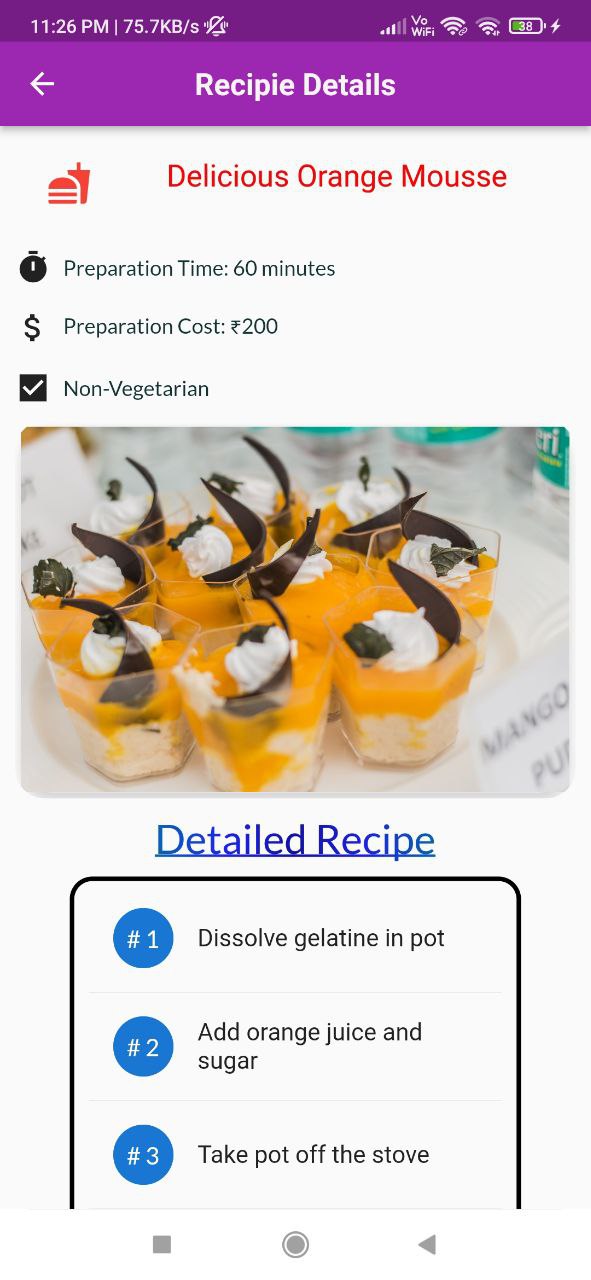 11:26 PM | 75.7KB/s
Vo
WiFi
38
Recipie Details
Delicious Orange Mousse
Preparation Time: 60 minutes
Preparation Cost: ₹200
Non-Vegetarian
MANGO
Detailed Recipe
# 1 Dissolve gelatine in pot
# 2 Add orange juice and
sugar
# 3 Take pot off the stove